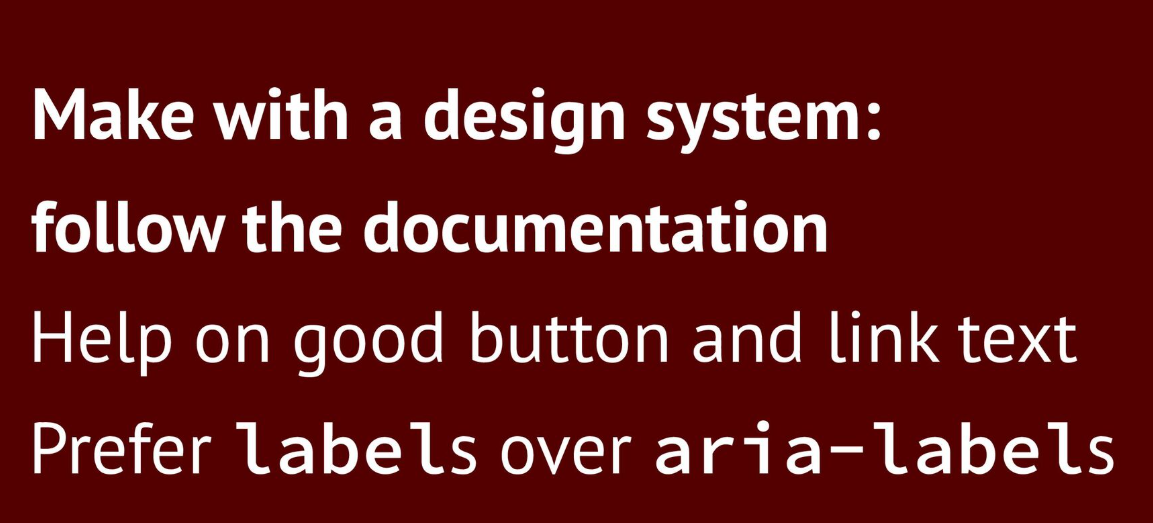 Make with a design system:
follow the documentation
Help on good button and link text
Prefer labels over aria-labels